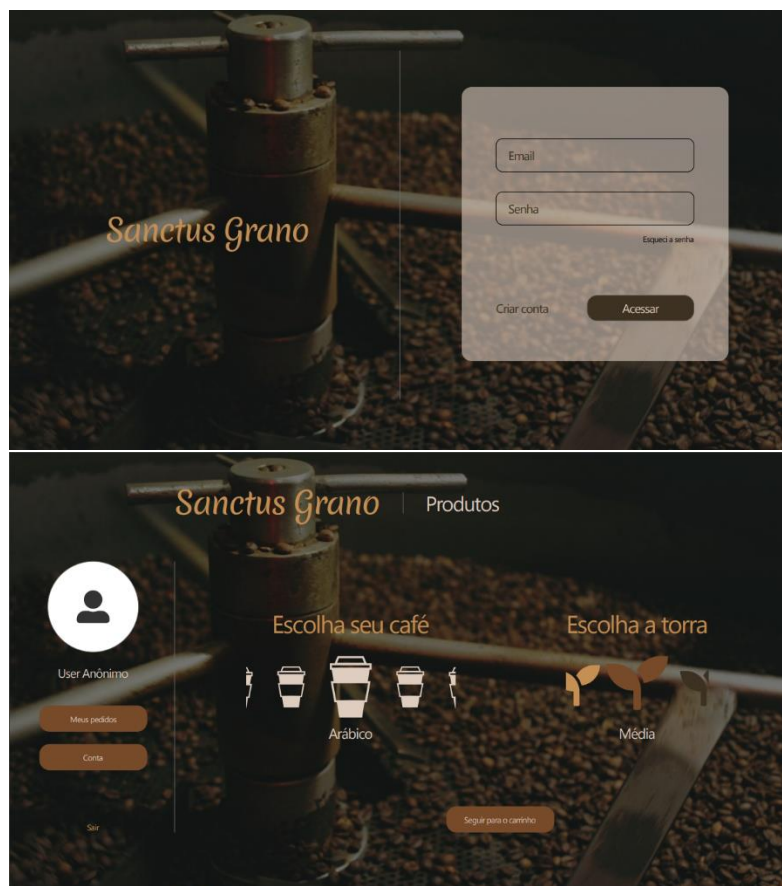 Sanctus Grano
Email
Senha
Esqueci a senha
Criar conta
Acessar
Sanctus Grano
Produtos
User Anônimo
Meus pedidos
Conta
Sair
Escolha seu café
Arábico
Escolha a torra
Média
Seguir para o carrinho